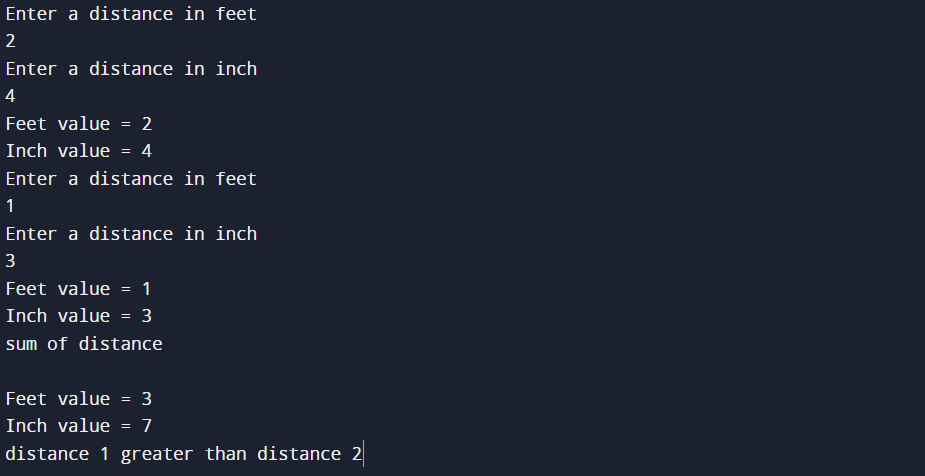 Enter a distance in feet
2
Enter a distance in inch
4
Feet value = 2
Inch value = 4
Enter a distance in feet
1
Enter a distance in inch
3
Feet value = 1
Inch value = 3
sum of distance
Feet value = 3
Inch value = 7
distance 1 greater than distance 2